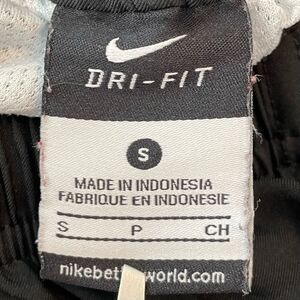 DRI-FIT
S
MADE IN INDONESIA
FABRIQUE EN INDONESIE
S P CH